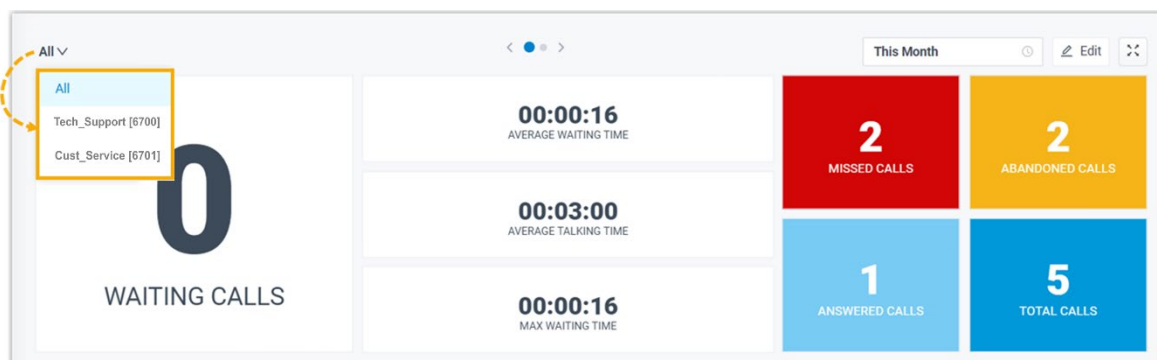 All
This Month
Edit
All
Tech_Support [6700]
Cust_Service [6701]
0
WAITING CALLS
00:00:16
AVERAGE WAITING TIME
00:03:00
AVERAGE TALKING TIME
00:00:16
MAX WAITING TIME
2
MISSED CALLS
2
ABANDONED CALLS
1
ANSWERED CALLS
5
TOTAL CALLS